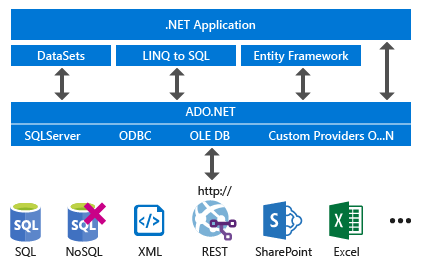 .NET Application
DataSets LINQ to SQL Entity Framework
ADO.NET
SQLServer ODBC OLE DB Custom Providers O...N
http://
SQL SQL </> S X
SQL NoSQL XML REST SharePoint Excel